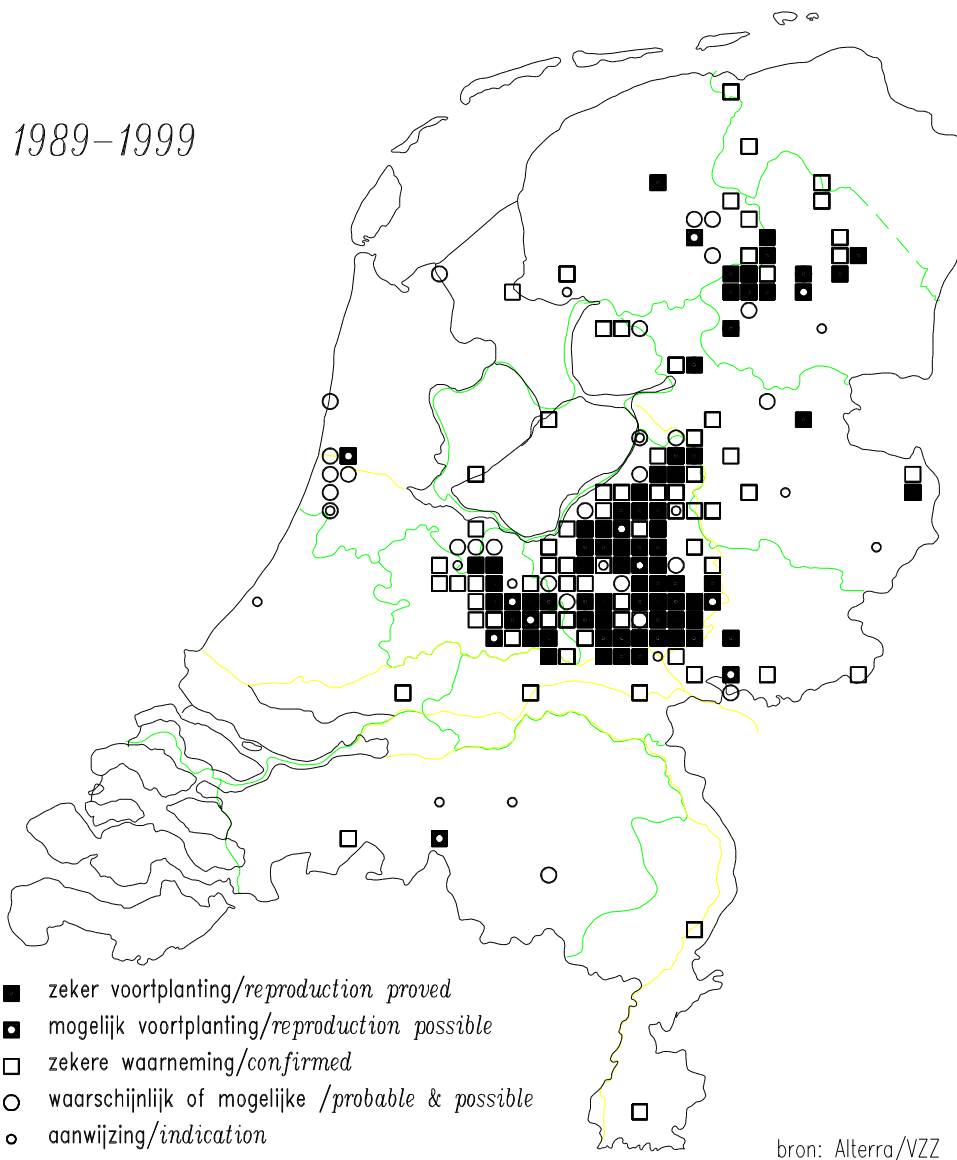 1989-1999
zeker voortplanting/reproduction proved
mogelijk voortplanting/reproduction possible
zekere waarneming/confirmed
waarschijnlijk of mogelijke /probable & possible
aanwijzing/indication
bron: Alterra/VZZ